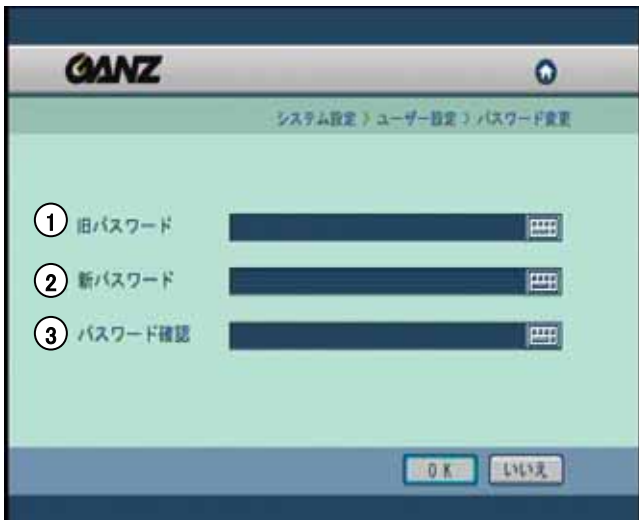 GANZ
システム設定 〉 ユーザー設定 〉 パスワード変更
① 旧パスワード
② 新パスワード
③ パスワード確認
OK いいえ